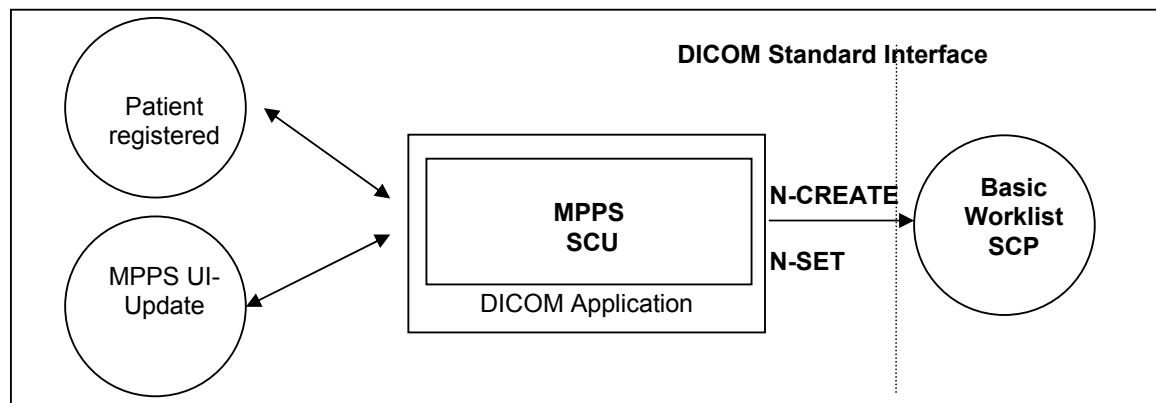 DICOM Standard Interface
Patient
registered
MPPS UI-
Update
MPPS
SCU
DICOM Application
N-CREATE
N-SET
Basic
Worklist
SCP